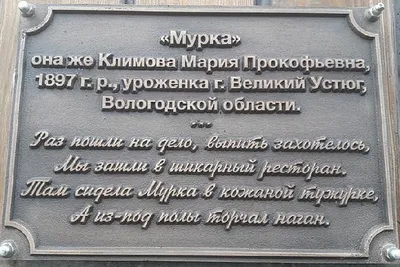 «Мурка»
она же Климова Мария Прокофьевна,
1897 г. р., уроженка г. Великий Устюг,
Вологодской области.
...
Раз пошли на дело, выпить захотелось,
Мы зашли в шикарный ресторан.
Там сидела Мурка в кожаной тужурке,
А из-под полы торчал наган.